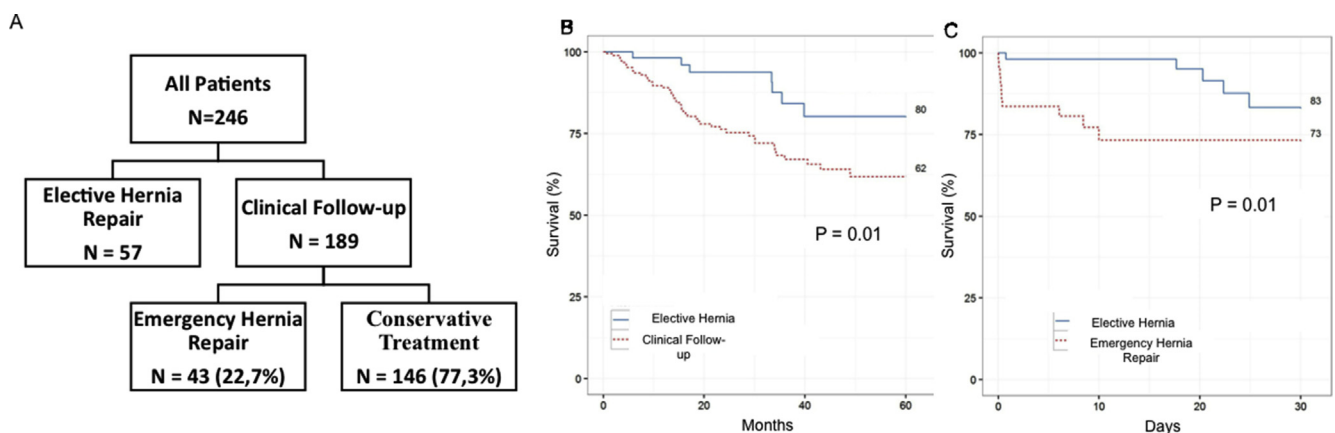 A
All Patients
N=246
Elective Hernia
Repair
N = 57
Clinical Follow-up
N = 189
Emergency Hernia
Repair
N = 43 (22,7%)
Conservative
Treatment
N = 146 (77,3%)
B
Survival (%)
100
75
50
25
0
80
62
P = 0.01
Elective Hernia
Clinical Follow-
up
0
20
40
60
Months
C
Survival (%)
100
75
50
25
0
83
73
P = 0.01
Elective Hernia
Emergency Hernia
Repair
0
10
20
30
Days